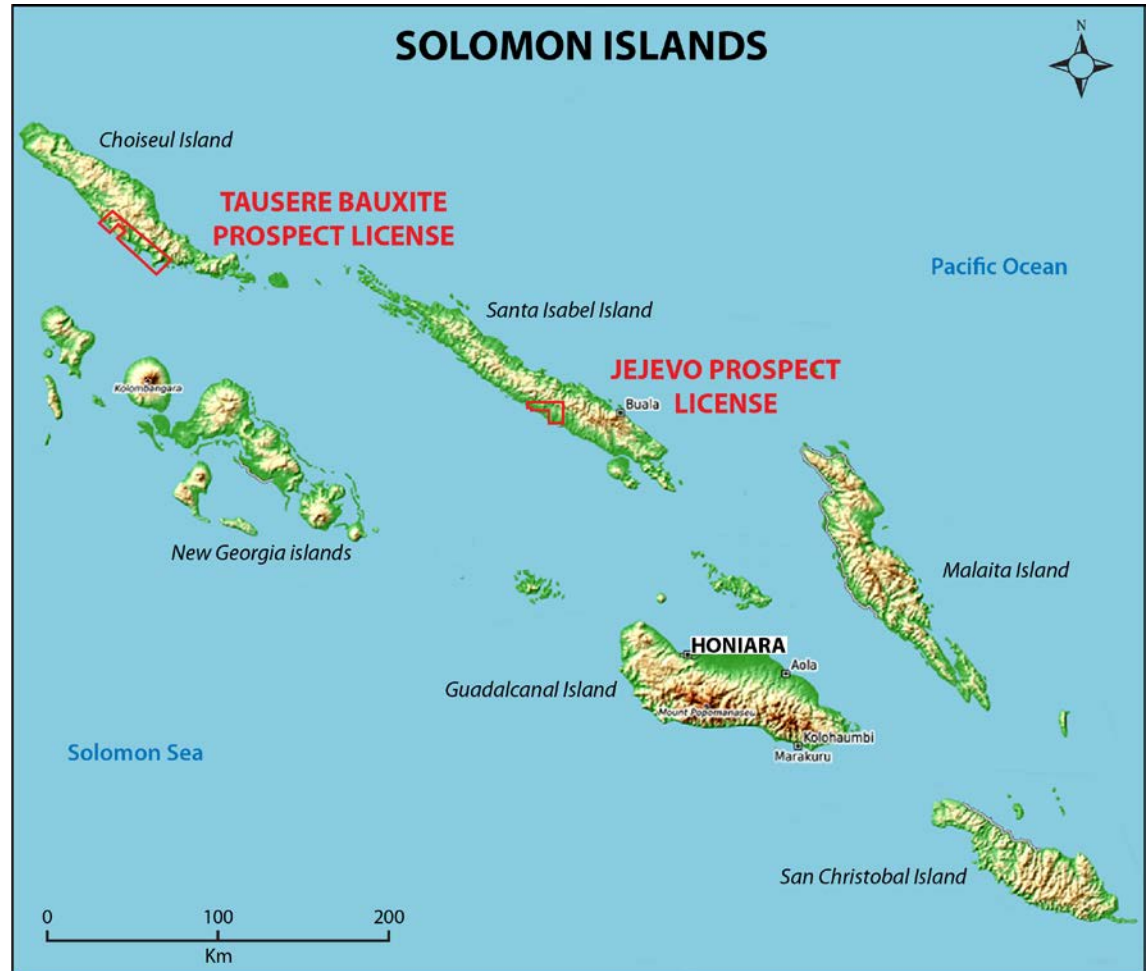 SOLOMON ISLANDS
N
Choiseul Island
TAUSERE BAUXITE
PROSPECT LICENSE
Pacific Ocean
Santa Isabel Island
JEJEVO PROSPECT
LICENSE
Buala
Kolombangara
New Georgia islands
Malaita Island
HONIARA
Aola
Guadalcanal Island
Mount Popomanaseu
Kolohaumbi
Marakuru
Solomon Sea
San Christobal Island
0 100 200
Km